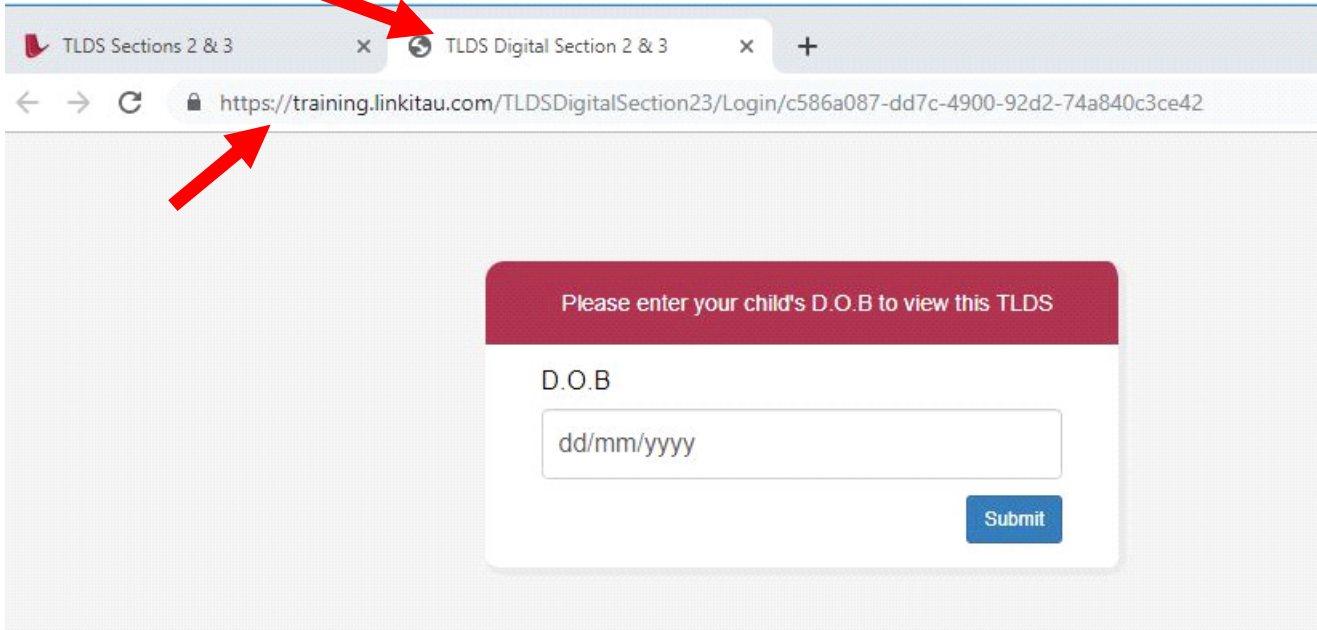 TLDS Sections 2 & 3
TLDS Digital Section 2 & 3
https://training.linkitau.com/TLDSDigitalSection23/Login/c586a087-dd7c-4900-92d2-74a840c3ce42
Please enter your child's D.O.B to view this TLDS
D.O.B
dd/mm/yyyy
Submit